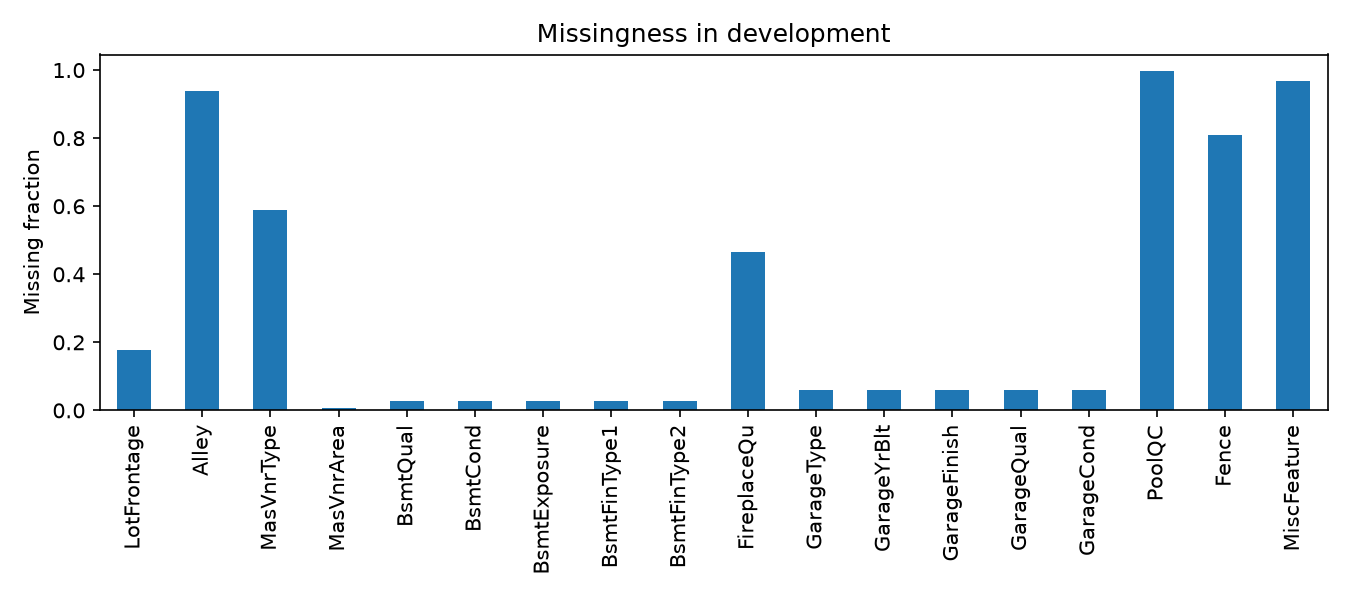 Missingness in development
Missing fraction
1.0
0.8
0.6
0.4
0.2
0.0
LotFrontage
Alley
MasVnrType
MasVnrArea
BsmtQual
BsmtCond
BsmtExposure
BsmtFinType1
BsmtFinType2
FireplaceQu
GarageType
GarageYrBlt
GarageFinish
GarageQual
GarageCond
PoolQC
Fence
MiscFeature